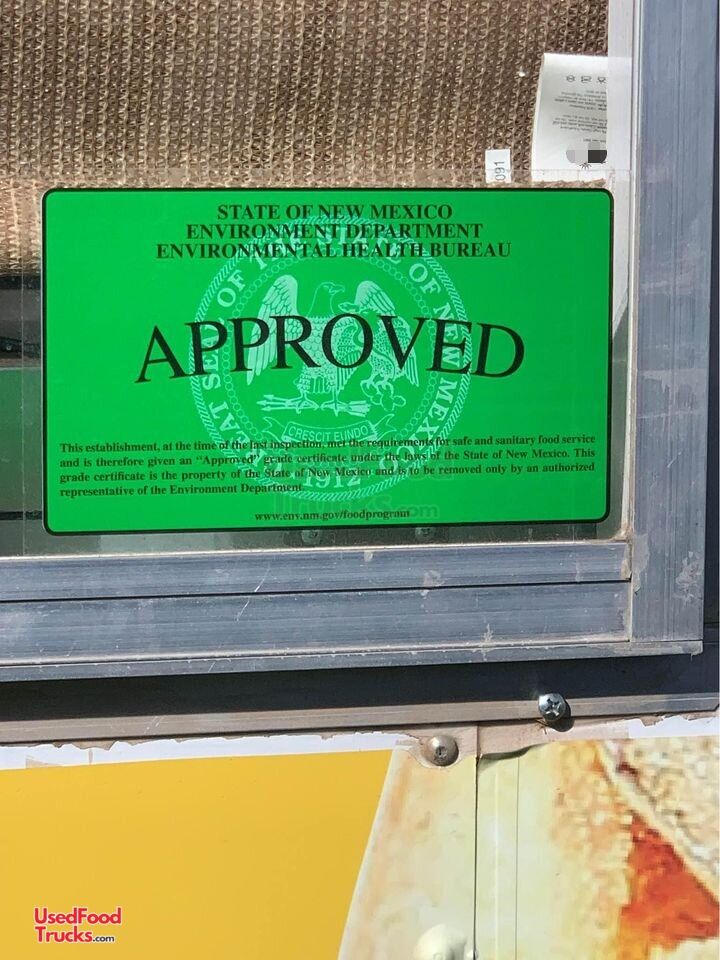 091
STATE OF NEW MEXICO
ENVIRONMENT DEPARTMENT
ENVIRONMENTAL HEALTH BUREAU
APPROVED
CRESCIT EUNDO
1912
This establishment, at the time of the last inspection, met the requirements for safe and sanitary food service
and is therefore given an "Approved" grade certificate under the laws of the State of New Mexico. This
grade certificate is the property of the State of New Mexico and is to be removed only by an authorized
representative of the Environment Department.
www.env.nm.gov/foodprogram
UsedFood
Trucks.com